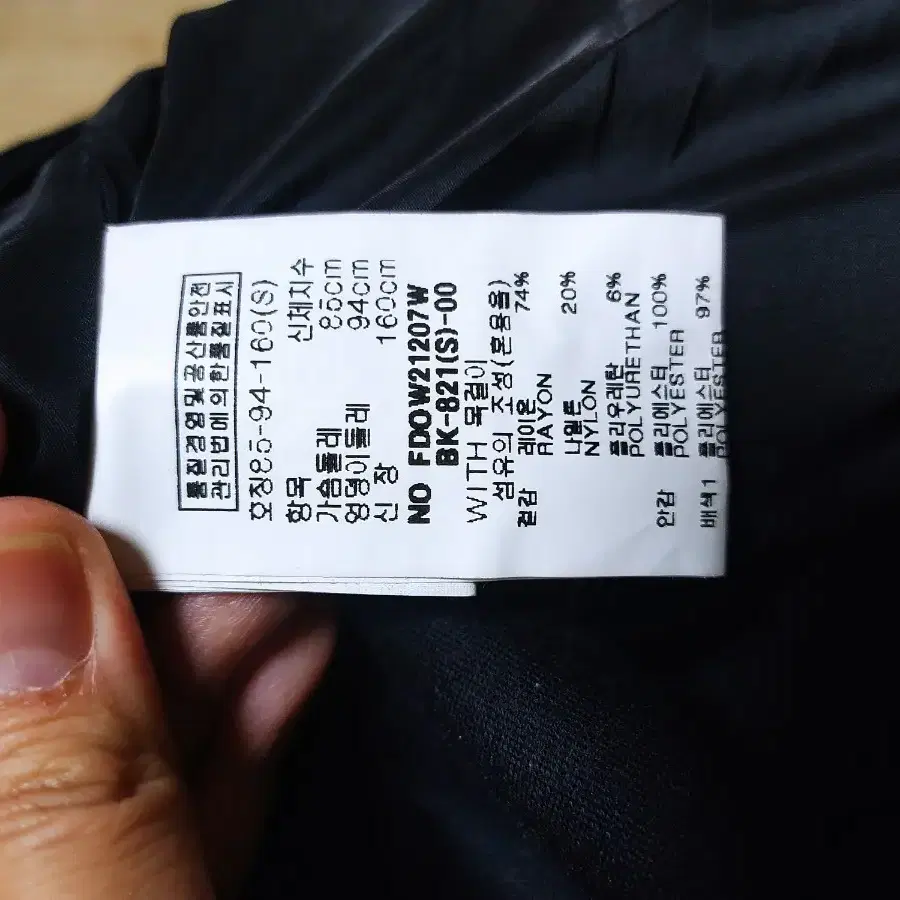 품질경영및공산품안전
관리법에의한품질표시
호칭85-94-160(S)
항목 신체치수
가슴둘레 85cm
엉덩이둘레 94cm
신 장 160cm
NO FDOW21207W
BK-821(S)-00
WITH 목걸이
섬유의 조성(혼용율)
겉감 레이온 74%
RAYON
나일론 20%
NYLON
폴리우레탄 6%
POLYURETHAN
안감 폴리에스터 100%
POLYESTER
배색1 폴리에스터 97%
POLYESTER